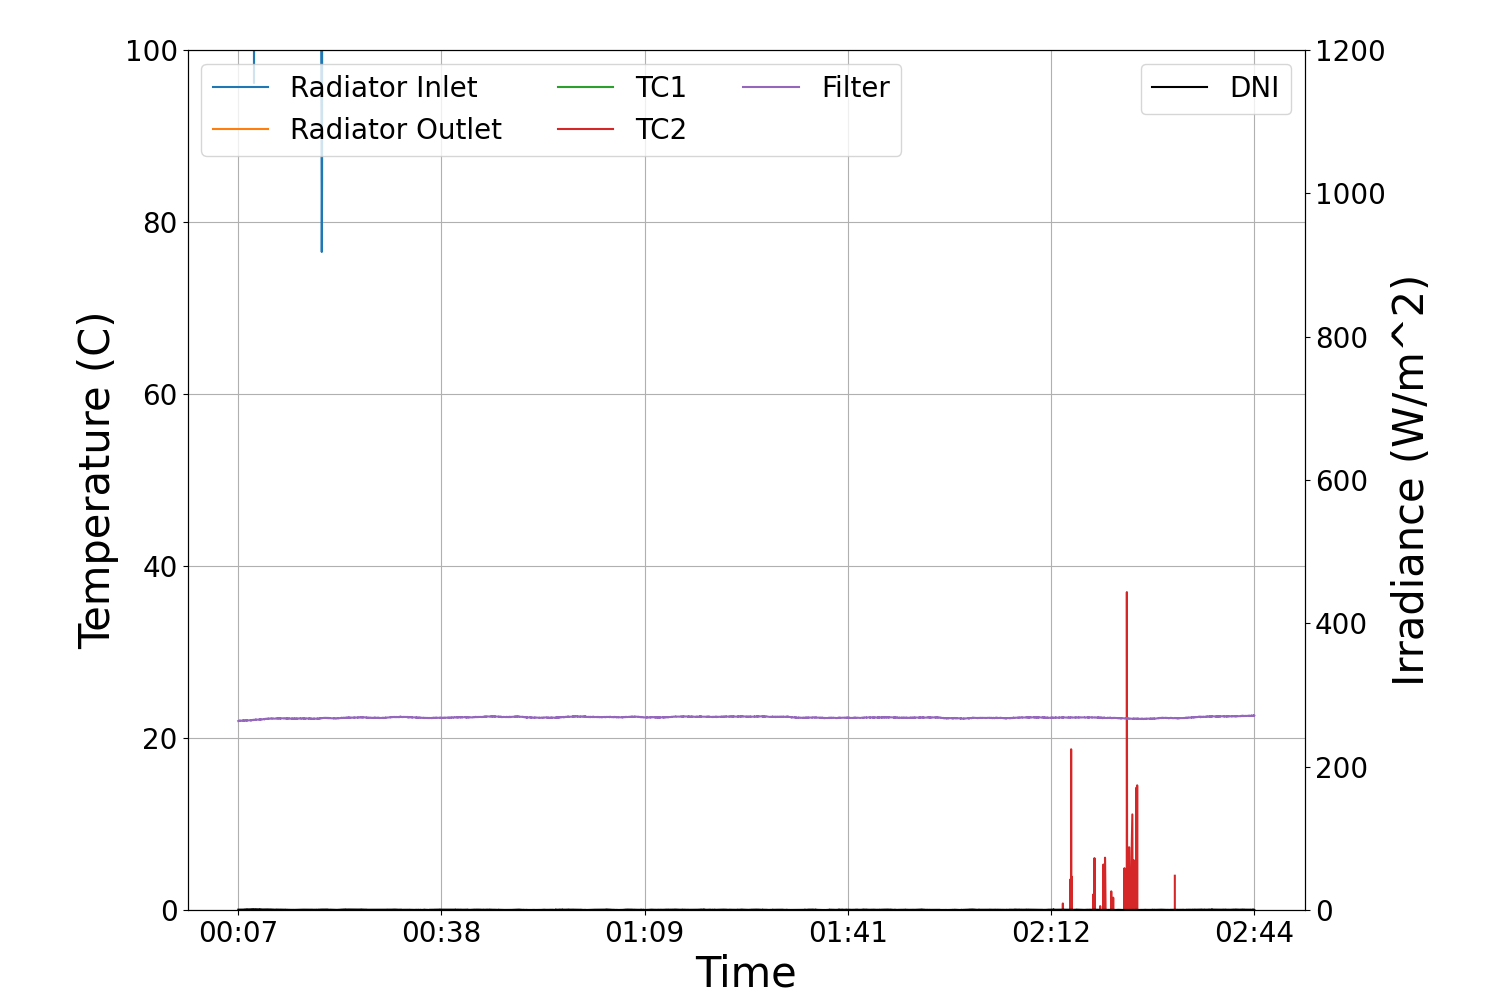 100
80
60
40
20
0
Temperature (C)
Radiator Inlet
Radiator Outlet
TC1
TC2
Filter
DNI
1200
1000
800
600
400
200
0
Irradiance (W/m^2)
00:07 00:38 01:09 01:41 02:12 02:44
Time